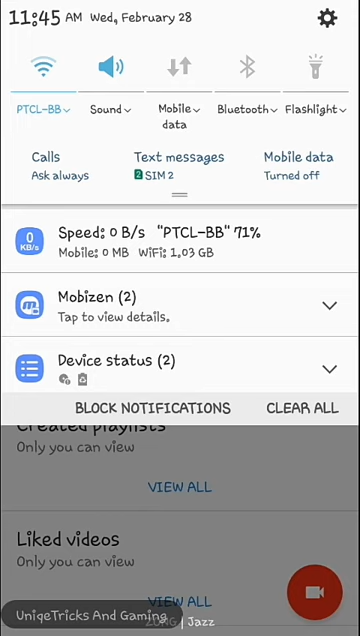 11:45 AM Wed, February 28
PTCL-BB Sound Mobile data Bluetooth Flashlight
Calls Text messages Mobile data
Ask always 2 SIM 2 Turned off
0 KB/s
Speed: 0 B/s "PTCL-BB" 71%
Mobile: 0 MB WiFi: 1.03 GB
Mobizen (2)
Tap to view details.
Device status (2)
BLOCK NOTIFICATIONS CLEAR ALL
Created playlists
Only you can view
VIEW ALL
Liked videos
Only you can view
VIEW ALL
UniqeTricks And Gaming
ZONG | Jazz